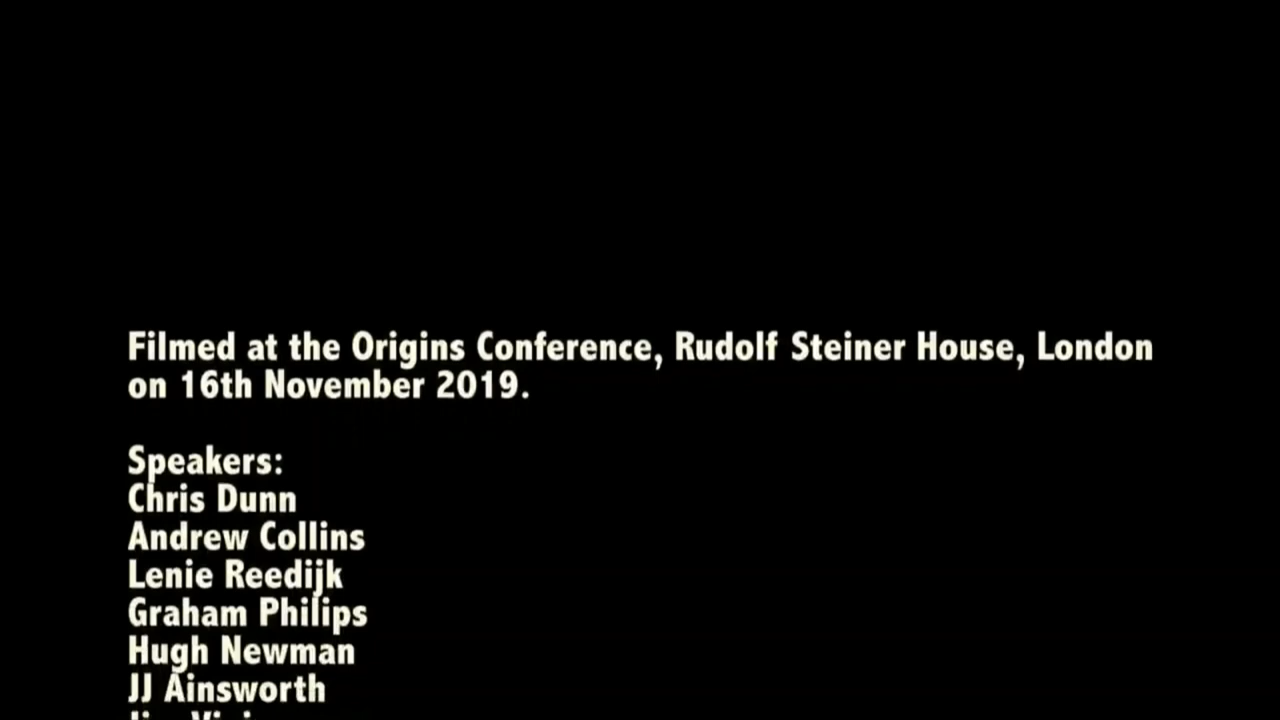 Filmed at the Origins Conference, Rudolf Steiner House, London
on 16th November 2019.
Speakers:
Chris Dunn
Andrew Collins
Lenie Reedijk
Graham Philips
Hugh Newman
JJ Ainsworth